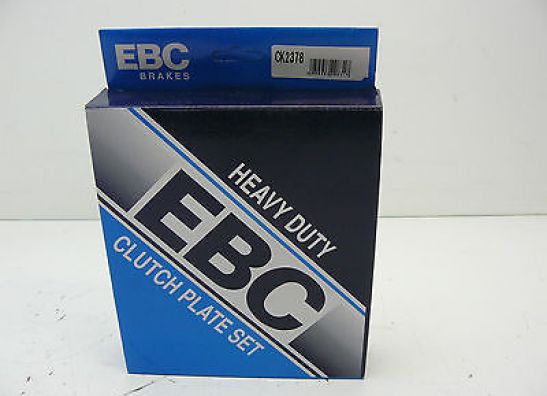 EBC
BRAKES
CK2378
HEAVY DUTY
EBC
CLUTCH PLATE SET